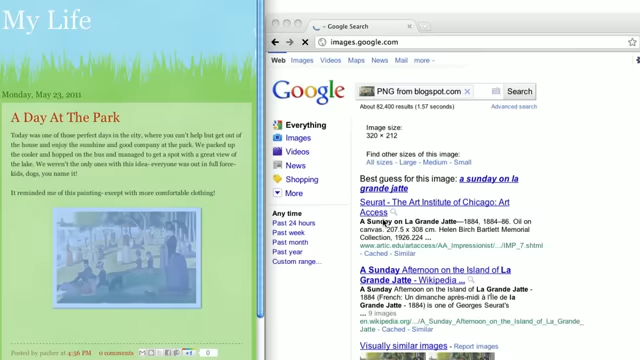 My Life
Monday, May 23, 2011
A Day At The Park
Today was one of those perfect days in the city, where you can't help but get out of
the house and enjoy the sunshine and good company at the park. We packed up
the cooler and hopped on the bus and managed to get a spot with a great view of
the lake. We weren't the only ones with this idea-everyone was out in full force-
kids, dogs, you name it!
It reminded me of this painting-except with more comfortable clothing!
Posted by parker at 4:56 PM 0 comments
0
Google Search
images.google.com
Web Images Videos Maps News Mail more
Google
PNG from blogspot.com
Search
About 82,400 results (1.57 seconds)
Advanced search
Everything
Images
Videos
News
Shopping
More
Any time
Past 24 hours
Past week
Past month
Past year
Custom range...
Image size:
320 × 212
Find other sizes of this image:
All sizes - Large - Medium - Small
Best guess for this image: a sunday on la
grande jatte
Seurat - The Art Institute of Chicago: Art
Access
A Sunday on La Grande Jatte—1884, 1884–86. Oil on
canvas. 207.5 x 308 cm. Helen Birch Bartlett Memorial
Collection, 1926.224 ...
www.artic.edu/artaccess/AA_Impressionist/.../IMP_7.shtml
- Cached - Similar
A Sunday Afternoon on the Island of La
Grande Jatte - Wikipedia ...
A Sunday Afternoon on the Island of La Grande Jatte -
1884 (French: Un dimanche après-midi à l'Île de la
Grande Jatte - 1884) is one of Georges Seurat's
... 9 images
en.wikipedia.org/.../A_Sunday_Afternoon_on_the_Island_of_La_Grande_
- Cached - Similar
Visually similar images - Report images